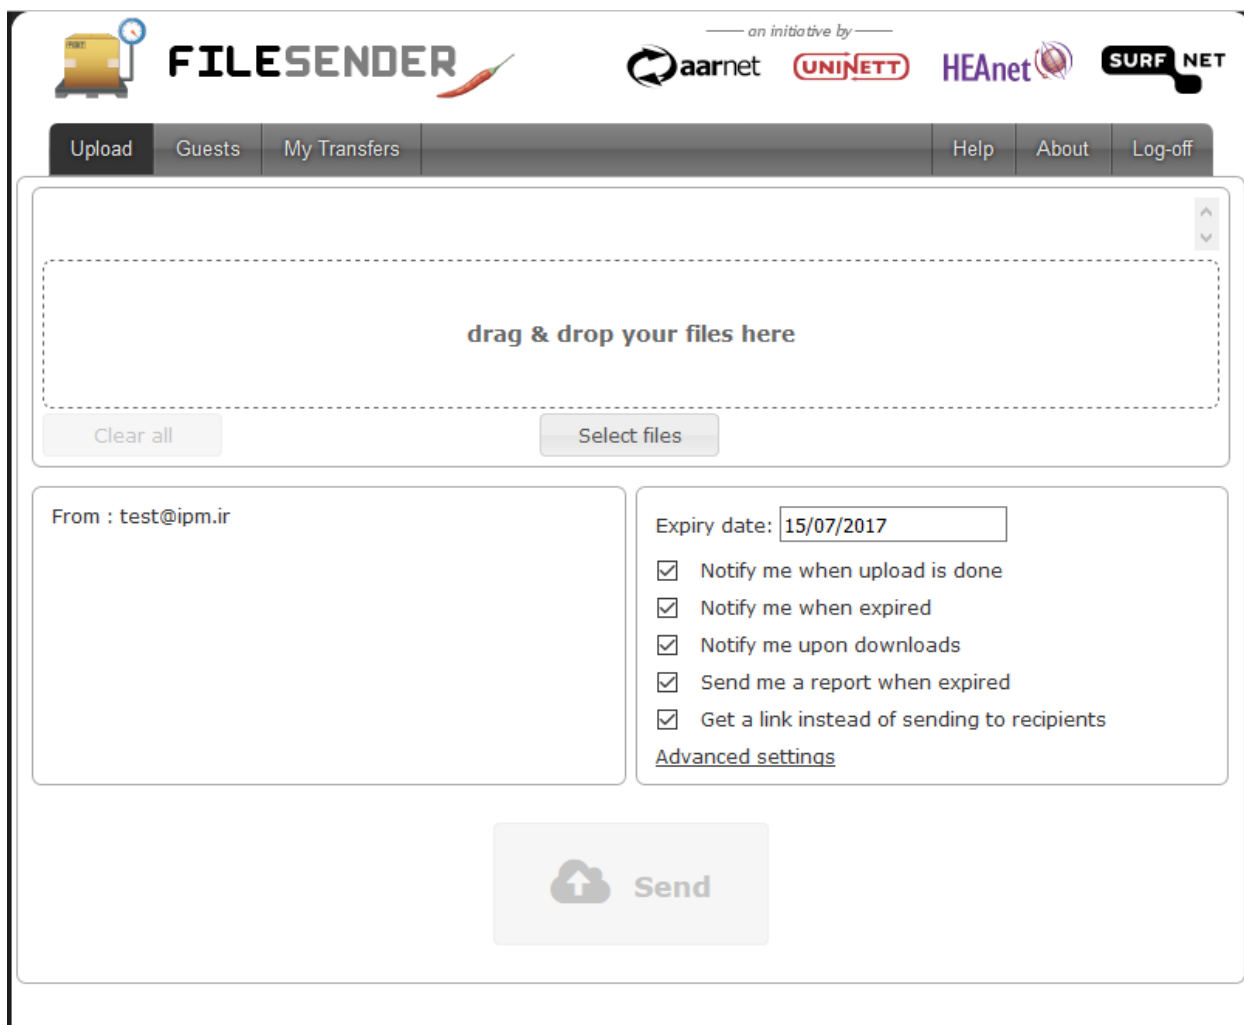 an initiative by
POST
FILESENDER
aarnet
UNINETT
HEAnet
SURF NET
Upload Guests My Transfers Help About Log-off
drag & drop your files here
Clear all Select files
From : test@ipm.ir
Expiry date: 15/07/2017
Notify me when upload is done
Notify me when expired
Notify me upon downloads
Send me a report when expired
Get a link instead of sending to recipients
Advanced settings
Send